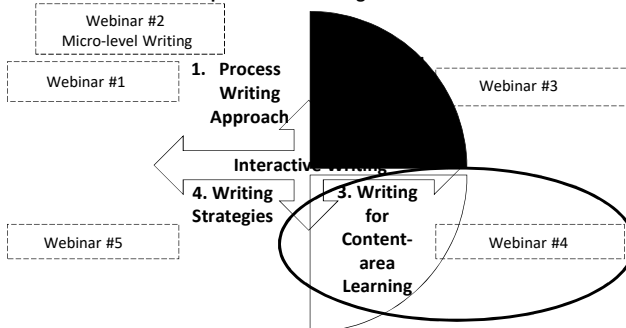 Webinar #2
Micro-level Writing
Webinar #1
1. Process
Writing
Approach
Webinar #3
Interactive Writing
4. Writing
Strategies
3. Writing
for
Content-
area
Learning
Webinar #5
Webinar #4